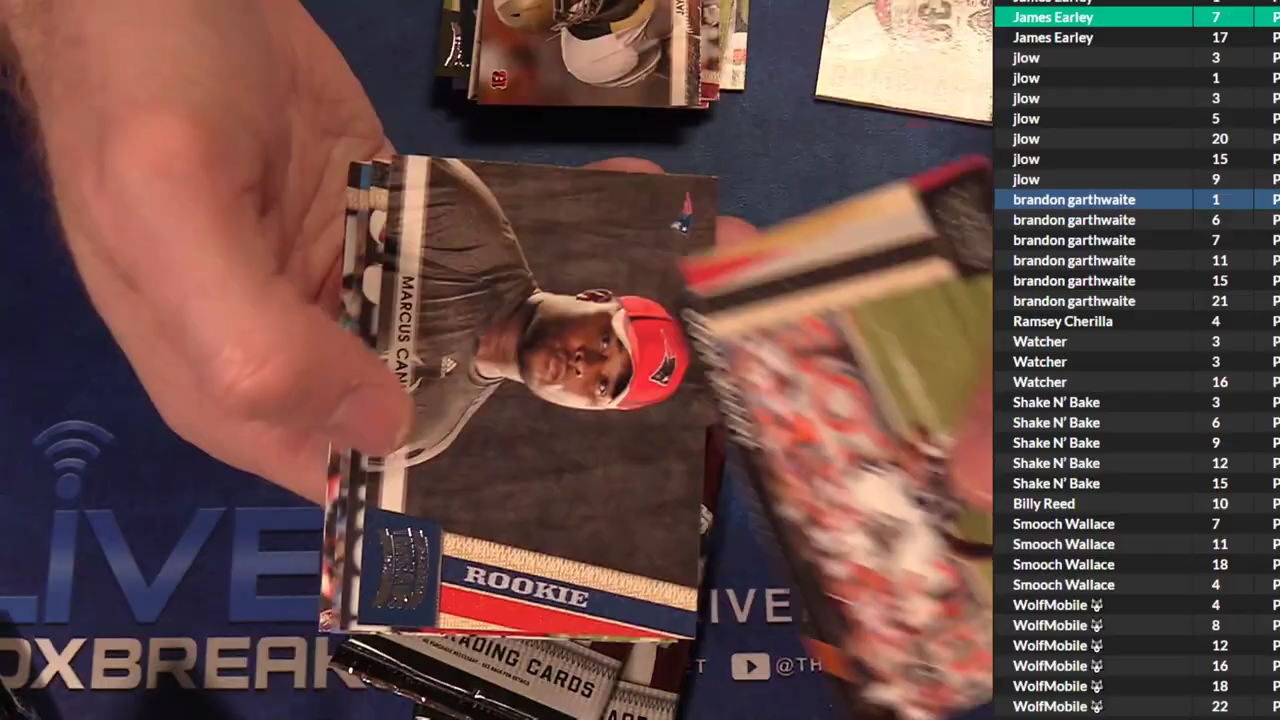 James Earley 7 P
James Earley 17 P
jlow 3 P
jlow 1 P
jlow 3 P
jlow 5 P
jlow 20 P
jlow 15 P
jlow 9 P
brandon garthwaite 1 P
brandon garthwaite 6 P
brandon garthwaite 7 P
brandon garthwaite 11 P
brandon garthwaite 15 P
brandon garthwaite 21 P
Ramsey Cherilla 4 P
Watcher 3 P
Watcher 3 P
Watcher 16 P
Shake N’ Bake 3 P
Shake N’ Bake 6 P
Shake N’ Bake 9 P
Shake N’ Bake 12 P
Shake N’ Bake 15 P
Billy Reed 10 P
Smooch Wallace 7 P
Smooch Wallace 11 P
Smooch Wallace 18 P
Smooch Wallace 4 P
WolfMobile 🐺 4 P
WolfMobile 🐺 8 P
WolfMobile 🐺 12 P
WolfMobile 🐺 16 P
WolfMobile 🐺 18 P
WolfMobile 🐺 22 P
MARCUS CAN
ROOKIE
TRADING CARDS
LiVE
OXBREAK
IVE
@TH